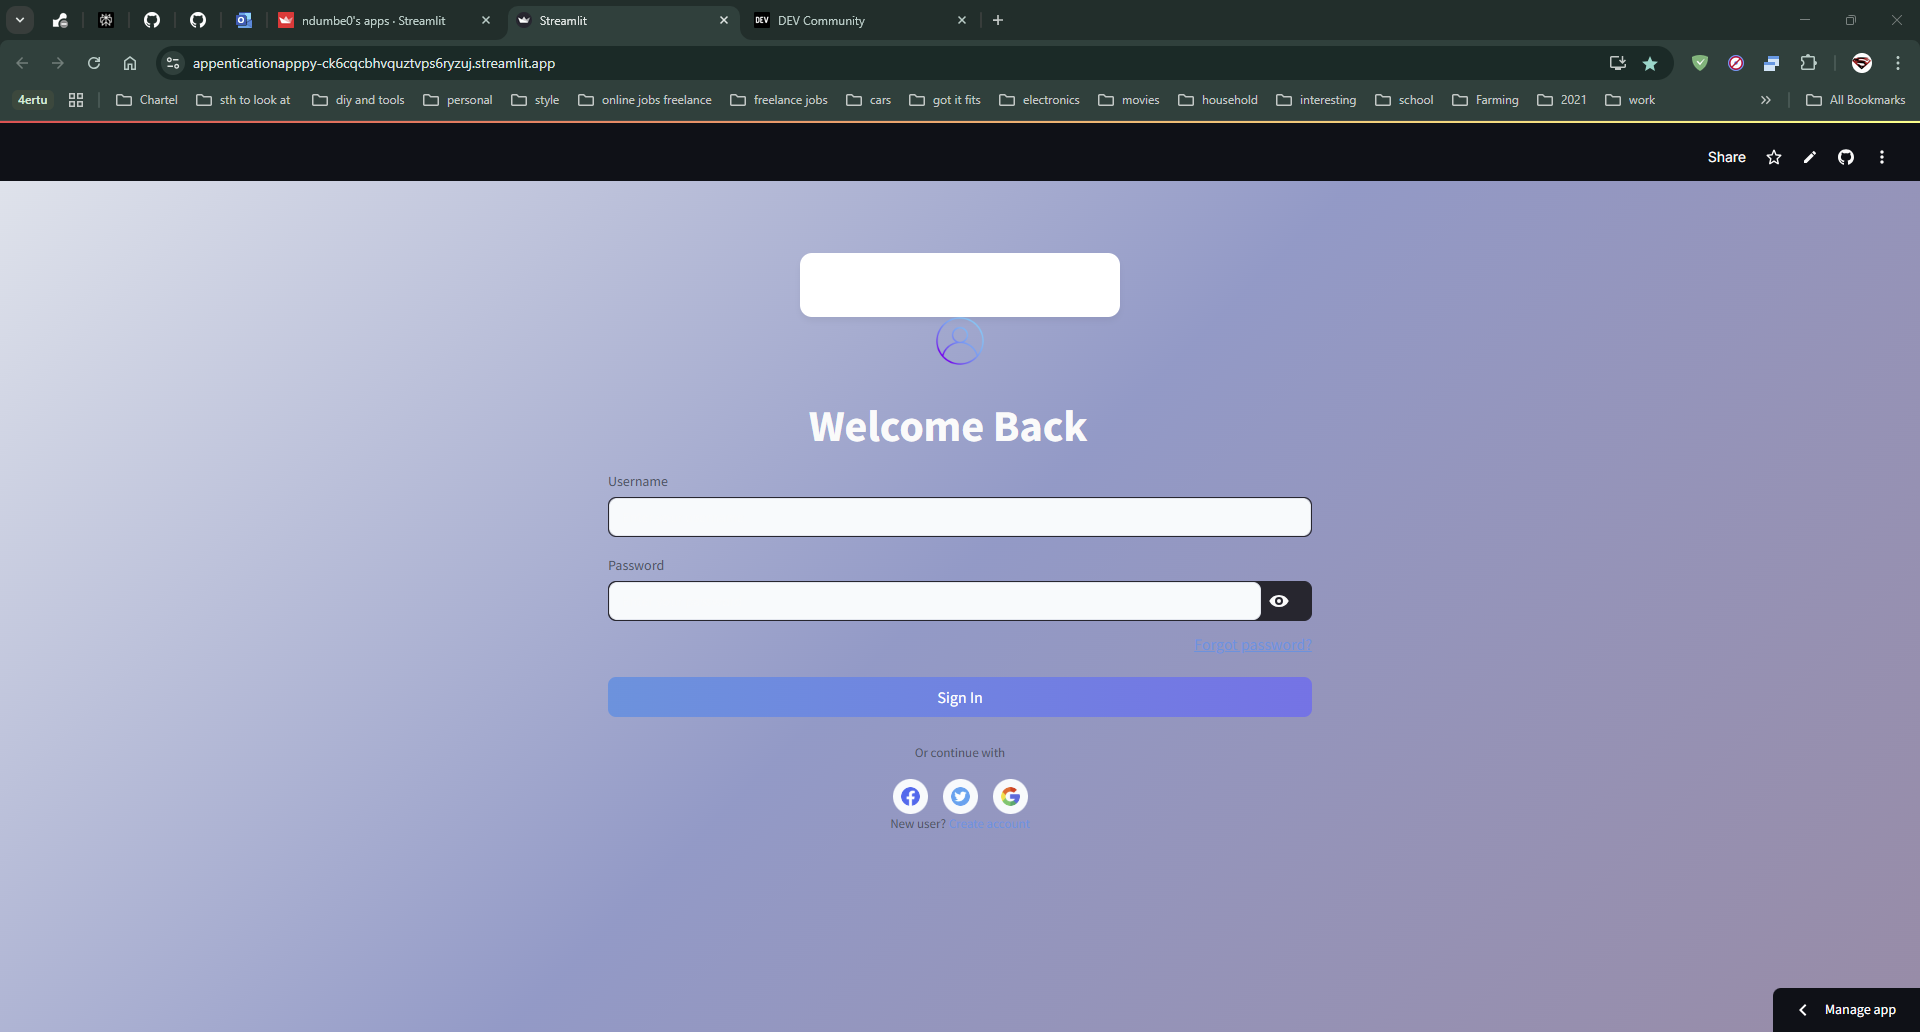 ndumbe0's apps · Streamlit
Streamlit
DEV
DEV Community
appenticationapppy-ck6cqcbhvquztvps6ryzuj.streamlit.app
4ertu
Chartel
sth to look at
diy and tools
personal
style
online jobs freelance
freelance jobs
cars
got it fits
electronics
movies
household
interesting
school
Farming
2021
work
All Bookmarks
Share
Welcome Back
Username
Password
Forgot password?
Sign In
Or continue with
New user? Create account
Manage app